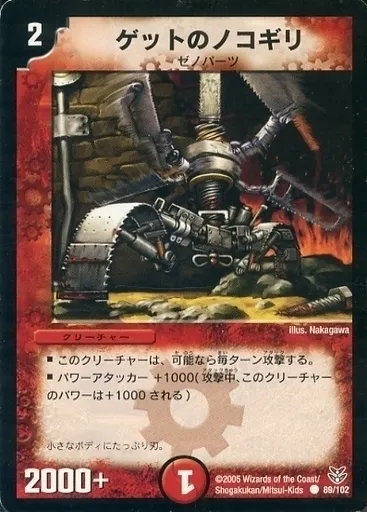 2
ゲットのノコギリ
ゼノパーツ
illus. Nakagawa
クリーチャー
■ このクリーチャーは、可能なら毎ターン攻撃する。
■ パワーアタッカー +1000(攻撃中、このクリーチャー
のパワーは+1000 される)
小さなボディにたっぷり刃。
2000+
1
©2005 Wizards of the Coast/
Shogakukan/Mitsui-Kids ● 89/102